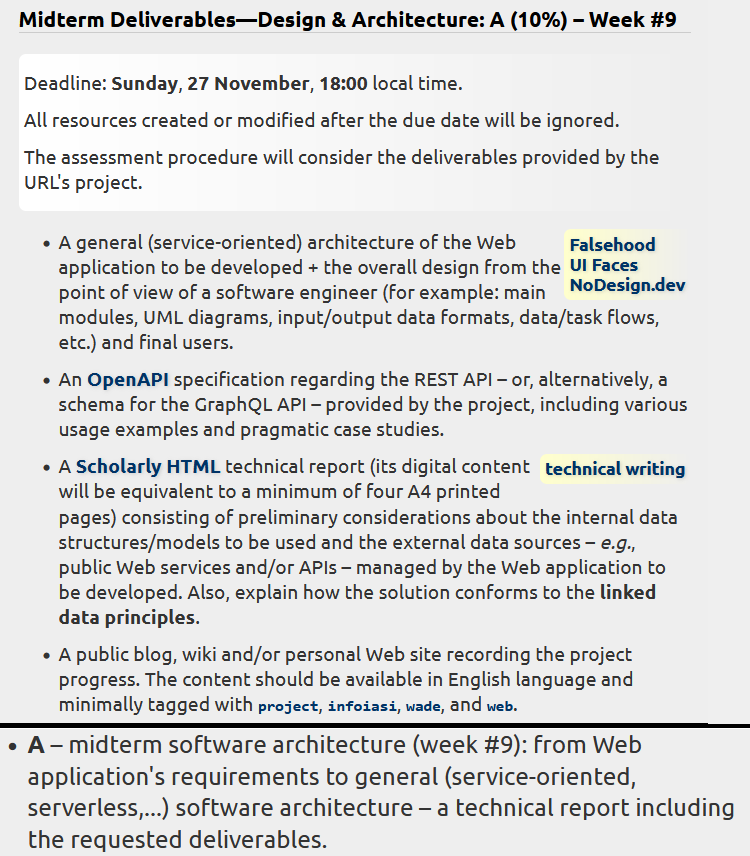 Midterm Deliverables—Design & Architecture: A (10%) – Week #9
Deadline: Sunday, 27 November, 18:00 local time.
All resources created or modified after the due date will be ignored.
The assessment procedure will consider the deliverables provided by the
URL's project.
• A general (service-oriented) architecture of the Web
application to be developed + the overall design from the
point of view of a software engineer (for example: main
modules, UML diagrams, input/output data formats, data/task flows,
etc.) and final users.
Falsehood
UI Faces
NoDesign.dev
• An OpenAPI specification regarding the REST API – or, alternatively, a
schema for the GraphQL API – provided by the project, including various
usage examples and pragmatic case studies.
• A Scholarly HTML technical report (its digital content
will be equivalent to a minimum of four A4 printed
pages) consisting of preliminary considerations about the internal data
structures/models to be used and the external data sources – e.g.,
public Web services and/or APIs – managed by the Web application to
be developed. Also, explain how the solution conforms to the linked
data principles.
technical writing
• A public blog, wiki and/or personal Web site recording the project
progress. The content should be available in English language and
minimally tagged with project, infoiasi, wade, and web.
• A – midterm software architecture (week #9): from Web
application's requirements to general (service-oriented,
serverless,...) software architecture – a technical report including
the requested deliverables.